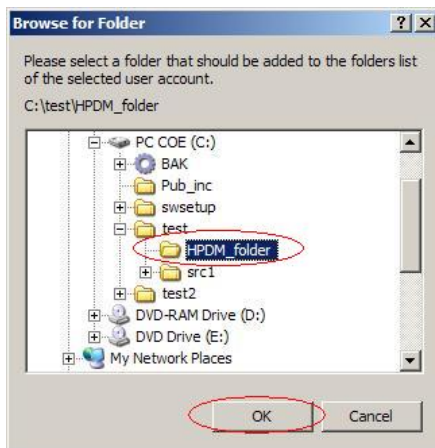 Browse for Folder
Please select a folder that should be added to the folders list
of the selected user account.
C:\test\HPDM_folder
PC COE (C:)
BAK
Pub_inc
swsetup
test
HPDM_folder
src1
test2
DVD-RAM Drive (D:)
DVD Drive (E:)
My Network Places
OK Cancel